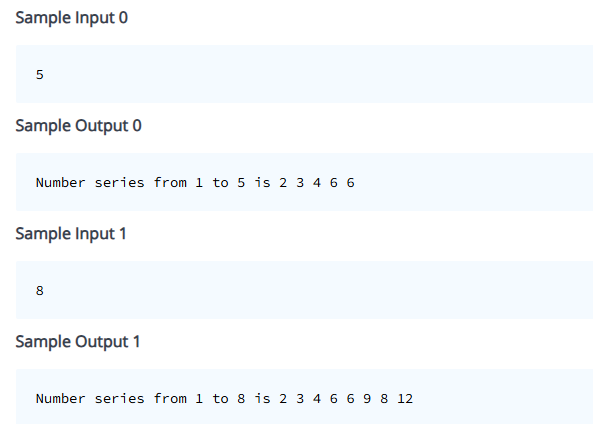 Sample Input 0
5
Sample Output 0
Number series from 1 to 5 is 2 3 4 6 6
Sample Input 1
8
Sample Output 1
Number series from 1 to 8 is 2 3 4 6 6 9 8 12